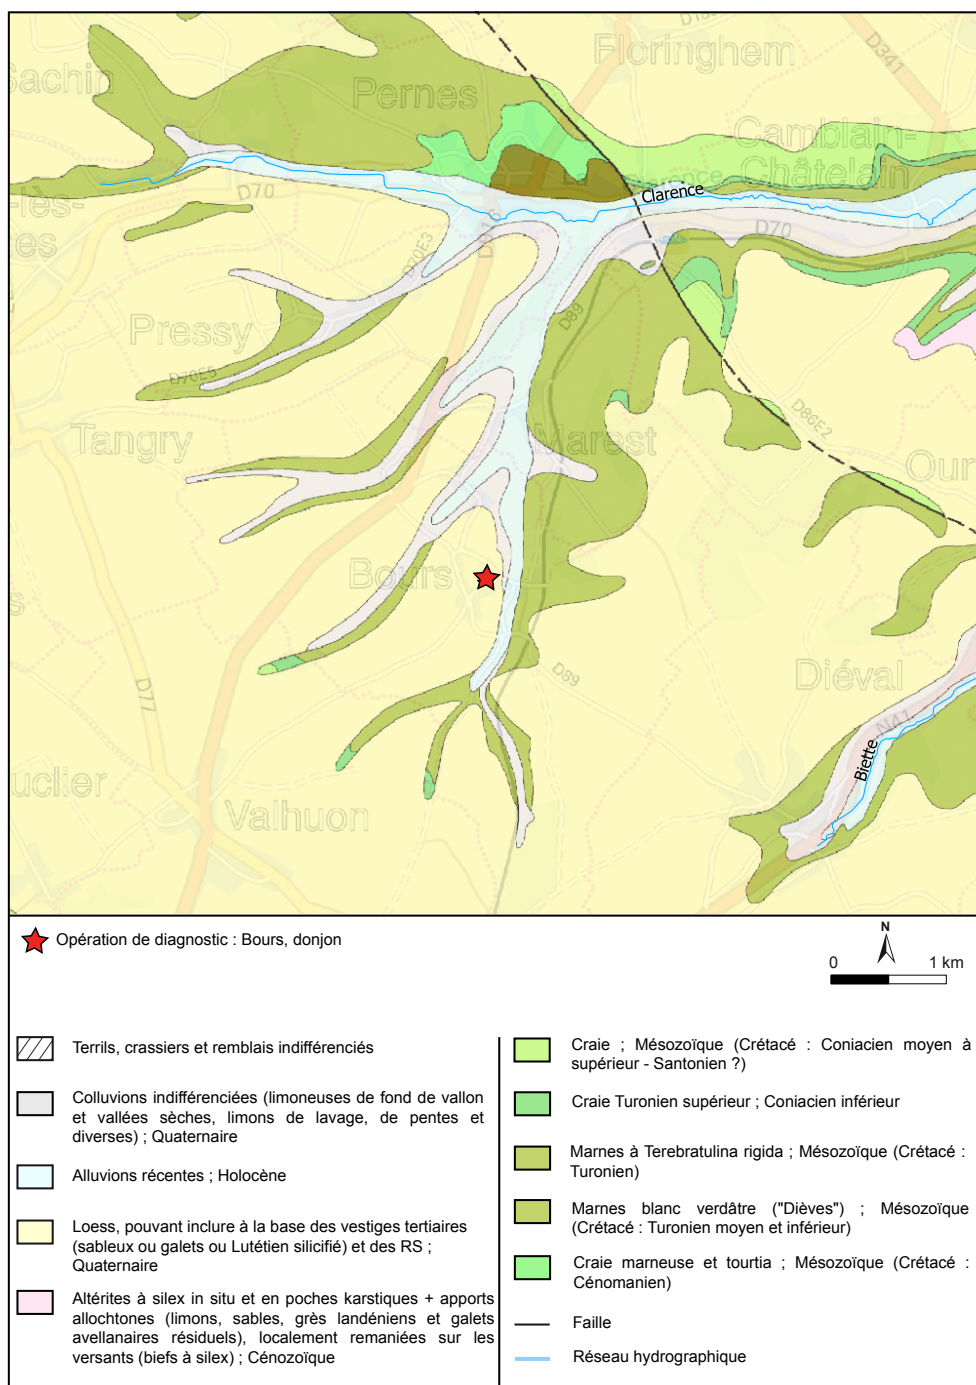 Sachin
Pernes
Floringhem
D341
Camblain-
Châtelain
Clarence
D70
-lès-
D70
D70E3
D89
Pressy
D70E5
Tangry
Marest
D86E2
Bours
D77
D89
Diéval
N41
Biette
Valhuon
Opération de diagnostic : Bours, donjon
N
0 1 km
Terrils, crassiers et remblais indifférenciés
Colluvions indifférenciées (limoneuses de fond de vallon
et vallées sèches, limons de lavage, de pentes et
diverses) ; Quaternaire
Alluvions récentes ; Holocène
Loess, pouvant inclure à la base des vestiges tertiaires
(sableux ou galets ou Lutétien silicifié) et des RS ;
Quaternaire
Altérites à silex in situ et en poches karstiques + apports
allochtones (limons, sables, grès landéniens et galets
avellanaires résiduels), localement remaniées sur les
versants (biefs à silex) ; Cénozoïque
Craie ; Mésozoïque (Crétacé : Coniacien moyen à
supérieur - Santonien ?)
Craie Turonien supérieur ; Coniacien inférieur
Marnes à Terebratulina rigida ; Mésozoïque (Crétacé :
Turonien)
Marnes blanc verdâtre ("Dièves") ; Mésozoïque
(Crétacé : Turonien moyen et inférieur)
Craie marneuse et tourtia ; Mésozoïque (Crétacé :
Cénomanien)
Faille
Réseau hydrographique